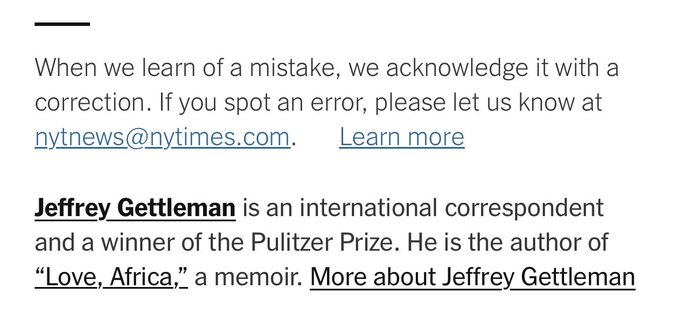 When we learn of a mistake, we acknowledge it with a
correction. If you spot an error, please let us know at
nytnews@nytimes.com. Learn more
Jeffrey Gettleman is an international correspondent
and a winner of the Pulitzer Prize. He is the author of
“Love, Africa,” a memoir. More about Jeffrey Gettleman